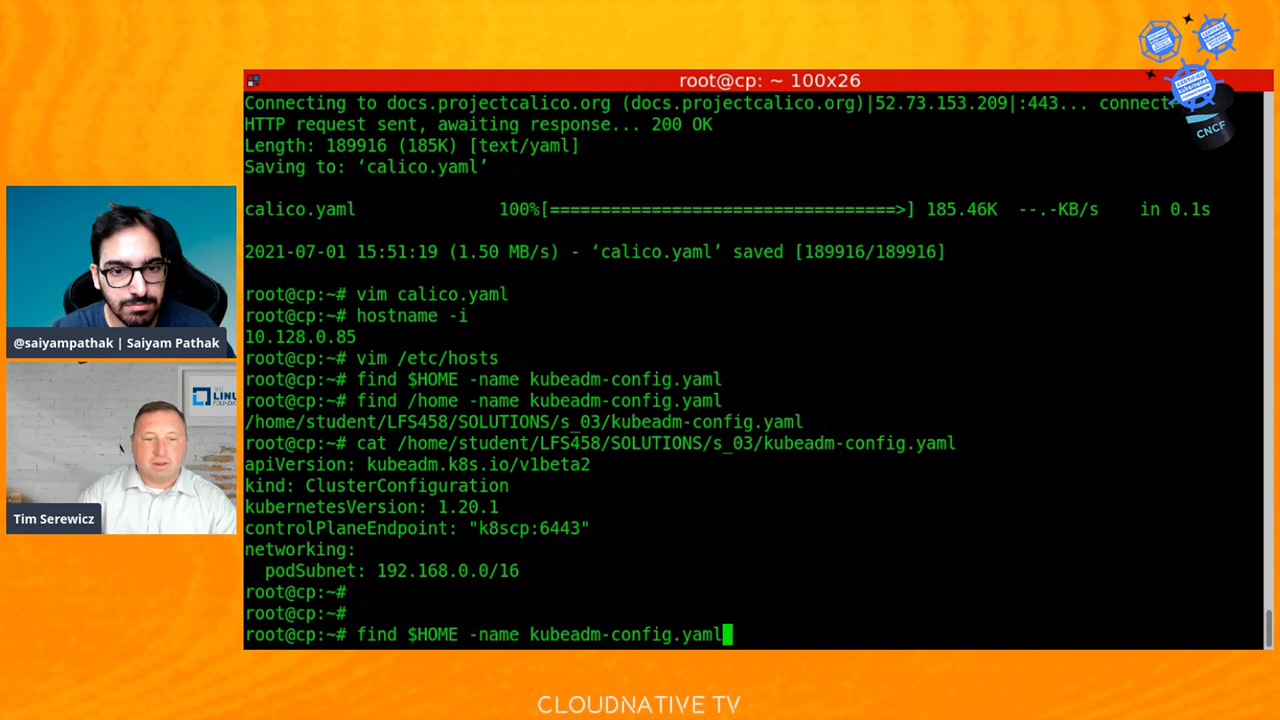 root@cp: ~ 100x26
Connecting to docs.projectcalico.org (docs.projectcalico.org)|52.73.153.209|:443... connect
HTTP request sent, awaiting response... 200 OK
Length: 189916 (185K) [text/yaml]
Saving to: ‘calico.yaml’
calico.yaml 100%[==================================>] 185.46K --.-KB/s in 0.1s
2021-07-01 15:51:19 (1.50 MB/s) - ‘calico.yaml’ saved [189916/189916]
root@cp:~# vim calico.yaml
root@cp:~# hostname -i
10.128.0.85
root@cp:~# vim /etc/hosts
root@cp:~# find $HOME -name kubeadm-config.yaml
root@cp:~# find /home -name kubeadm-config.yaml
/home/student/LFS458/SOLUTIONS/s_03/kubeadm-config.yaml
root@cp:~# cat /home/student/LFS458/SOLUTIONS/s_03/kubeadm-config.yaml
apiVersion: kubeadm.k8s.io/v1beta2
kind: ClusterConfiguration
kubernetesVersion: 1.20.1
controlPlaneEndpoint: "k8scp:6443"
networking:
podSubnet: 192.168.0.0/16
root@cp:~#
root@cp:~#
root@cp:~# find $HOME -name kubeadm-config.yaml
@saiyampathak | Saiyam Pathak
Tim Serewicz
CNCF
CLOUDNATIVE TV